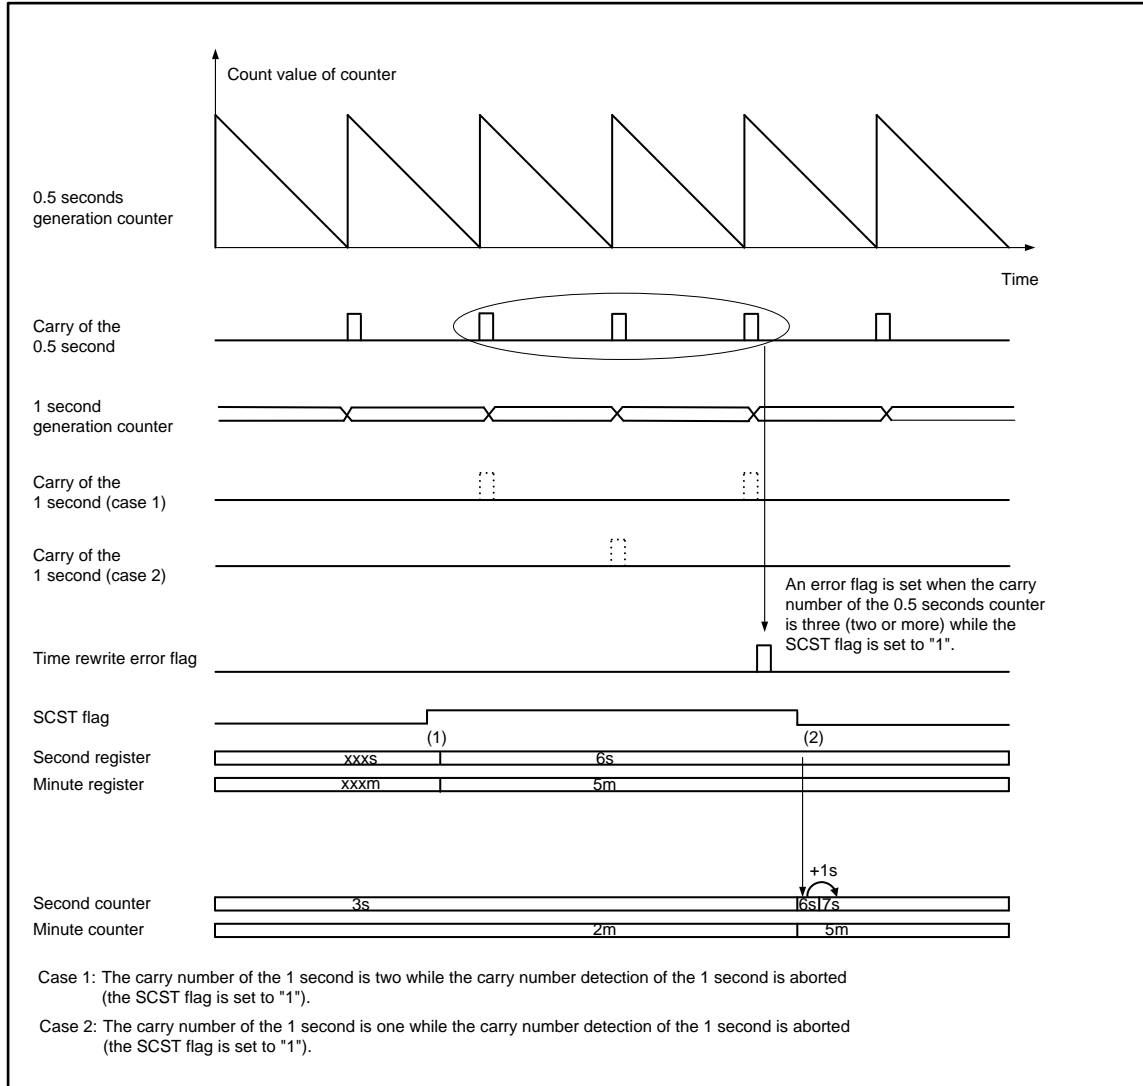 Count value of counter
0.5 seconds
generation counter
Time
Carry of the
0.5 second
1 second
generation counter
Carry of the
1 second (case 1)
Carry of the
1 second (case 2)
An error flag is set when the carry
number of the 0.5 seconds counter
is three (two or more) while the
SCST flag is set to "1".
Time rewrite error flag
SCST flag
(1)
(2)
Second register
xxxs
6s
Minute register
xxxm
5m
+1s
Second counter
3s
6s
7s
Minute counter
2m
5m
Case 1: The carry number of the 1 second is two while the carry number detection of the 1 second is aborted
(the SCST flag is set to "1").
Case 2: The carry number of the 1 second is one while the carry number detection of the 1 second is aborted
(the SCST flag is set to "1").